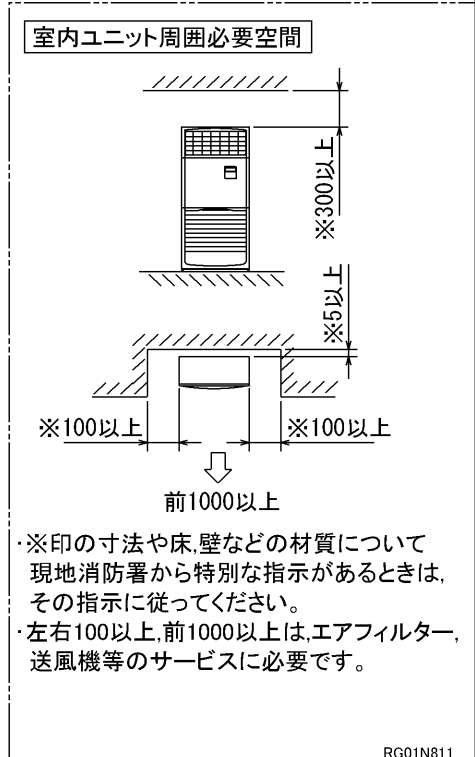 室内ユニット周囲必要空間
※300以上
※5以上
※100以上
※100以上
前1000以上
・※印の寸法や床,壁などの材質について
現地消防署から特別な指示があるときは,
その指示に従ってください。
・左右100以上,前1000以上は,エアフィルター,
送風機等のサービスに必要です。
RG01N811